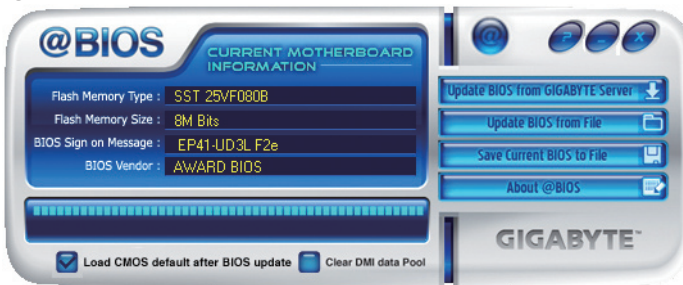 @BIOS
CURRENT MOTHERBOARD
INFORMATION
Flash Memory Type : SST 25VF080B
Flash Memory Size : 8M Bits
BIOS Sign on Message : EP41-UD3L F2e
BIOS Vendor : AWARD BIOS
Load CMOS default after BIOS update Clear DMI data Pool
@ ? - X
Update BIOS from GIGABYTE Server
Update BIOS from File
Save Current BIOS to File
About @BIOS
GIGABYTE™